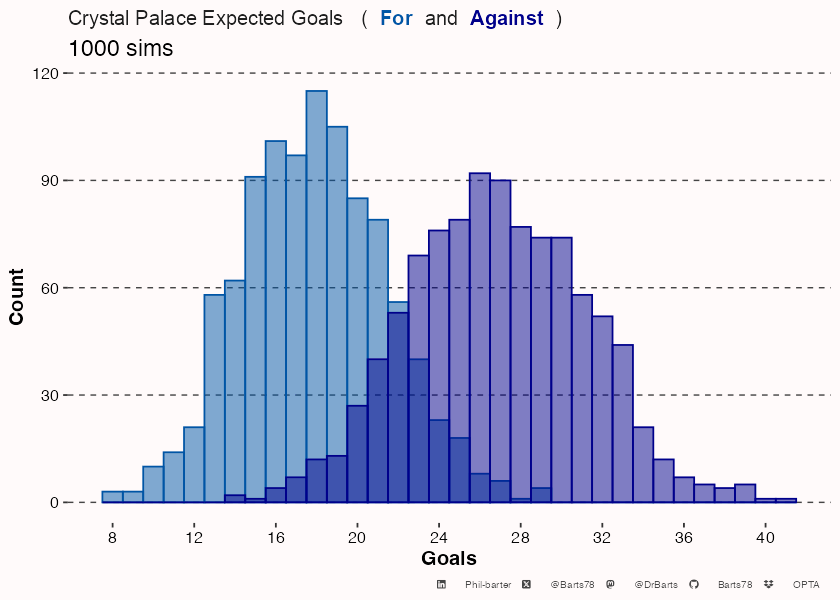 Crystal Palace Expected Goals ( For and Against )
1000 sims
120
90
60
30
0
Count
8 12 16 20 24 28 32 36 40
Goals
Phil-barter @Barts78 @DrBarts Barts78 OPTA